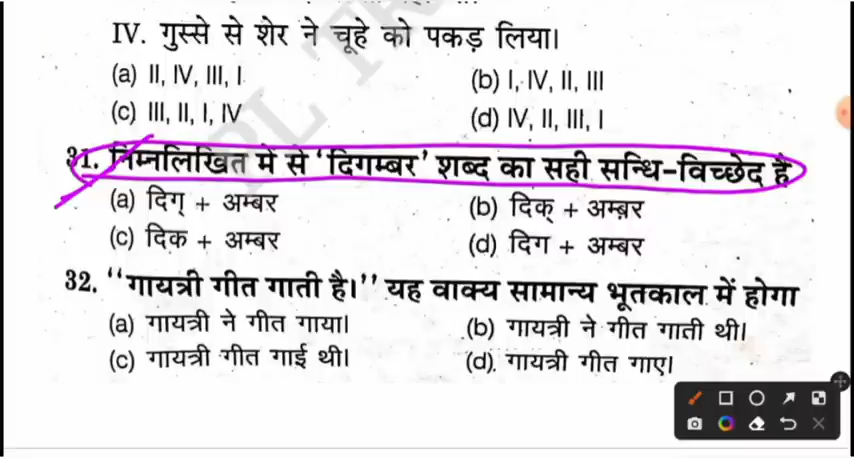 IV. गुस्से से शेर ने चूहे को पकड़ लिया।
(a) II, IV, III, I (b) I, IV, II, III
(c) III, II, I, IV (d) IV, II, III, I
31. निम्नलिखित में से ‘दिगम्बर’ शब्द का सही सन्धि-विच्छेद है
(a) दिग् + अम्बर (b) दिक् + अम्बर
(c) दिक + अम्बर (d) दिग + अम्बर
32. ‘‘गायत्री गीत गाती है।’’ यह वाक्य सामान्य भूतकाल में होगा
(a) गायत्री ने गीत गाया। (b) गायत्री ने गीत गाती थी।
(c) गायत्री गीत गाई थी। (d) गायत्री गीत गाए।